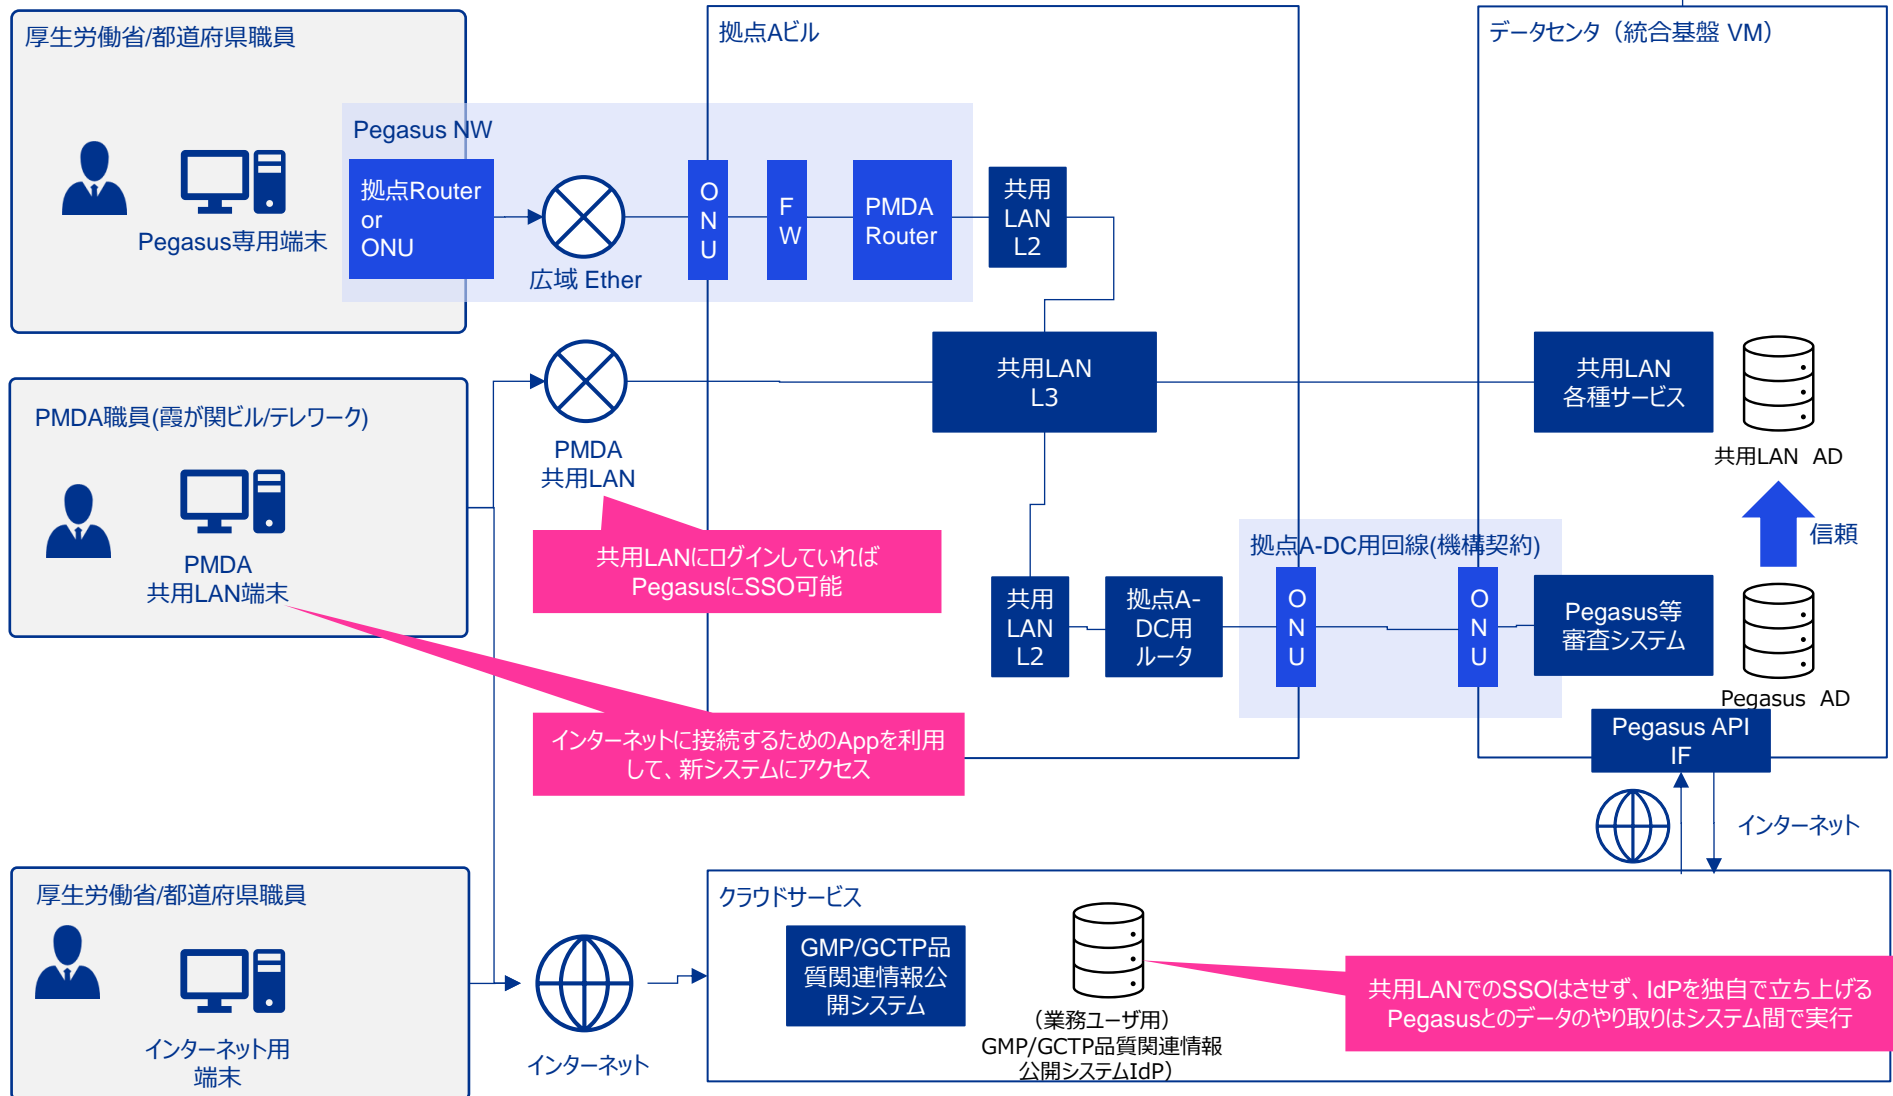 厚生労働省/都道府県職員
Pegasus専用端末
Pegasus NW
拠点Router
or
ONU
広域 Ether
拠点Aビル
O
N
U
F
W
PMDA
Router
共用
LAN
L2
データセンタ（統合基盤 VM）
PMDA職員(霞が関ビル/テレワーク)
PMDA
共用LAN端末
PMDA
共用LAN
共用LAN
L3
共用LAN
各種サービス
共用LAN AD
信頼
共用LANにログインしていれば
PegasusにSSO可能
共用
LAN
L2
拠点A-
DC用
ルータ
拠点A-DC用回線(機構契約)
O
N
U
O
N
U
Pegasus等
審査システム
Pegasus AD
インターネットに接続するためのAppを利用
して、新システムにアクセス
Pegasus API
IF
インターネット
厚生労働省/都道府県職員
インターネット用
端末
インターネット
クラウドサービス
GMP/GCTP品
質関連情報公
開システム
（業務ユーザ用）
GMP/GCTP品質関連情報
公開システムIdP）
共用LANでのSSOはさせず、IdPを独自で立ち上げる
Pegasusとのデータのやり取りはシステム間で実行